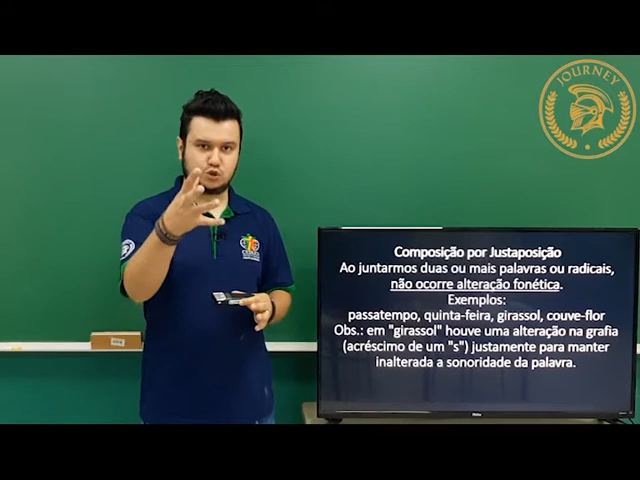 JOURNEY
Composição por Justaposição
Ao juntarmos duas ou mais palavras ou radicais,
não ocorre alteração fonética.
Exemplos:
passatempo, quinta-feira, girassol, couve-flor
Obs.: em "girassol" houve uma alteração na grafia
(acréscimo de um "s") justamente para manter
inalterada a sonoridade da palavra.